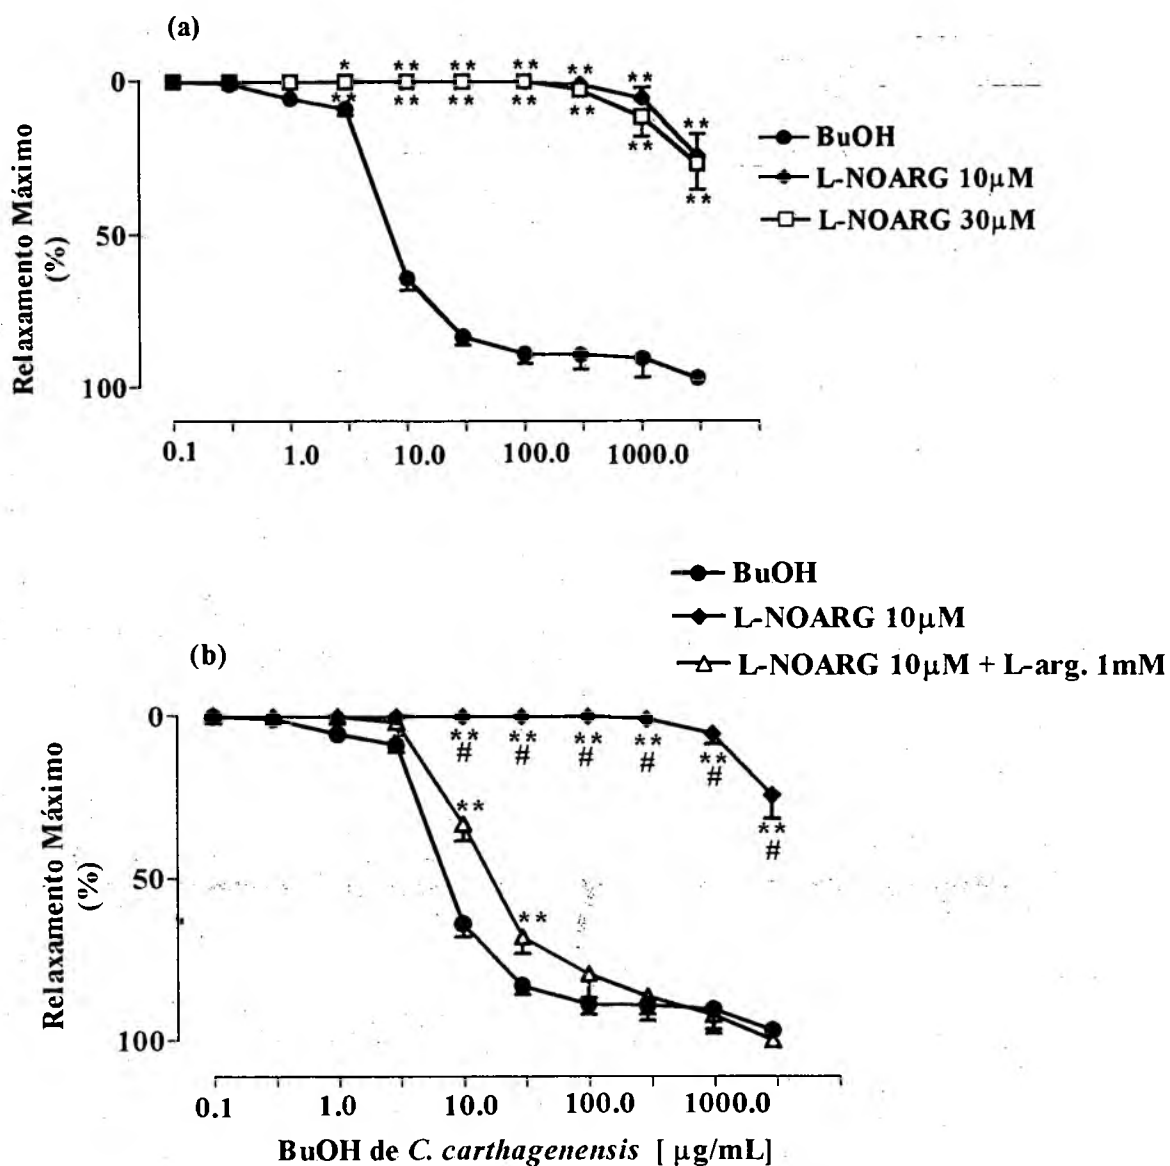 (a)
* ** ** ** ** **
0
** ** ** ** ** **
**
**
**
BuOH
L-NOARG 10μM
L-NOARG 30μM
Relaxamento Máximo
(%)
50
100
0.1 1.0 10.0 100.0 1000.0
BuOH
L-NOARG 10μM
L-NOARG 10μM + L-arg. 1mM
(b)
0
** ** ** ** **
# # # # #
**
**
#
**
Relaxamento Máximo
(%)
50
100
0.1 1.0 10.0 100.0 1000.0
BuOH de C. carthagenensis [ μg/mL]